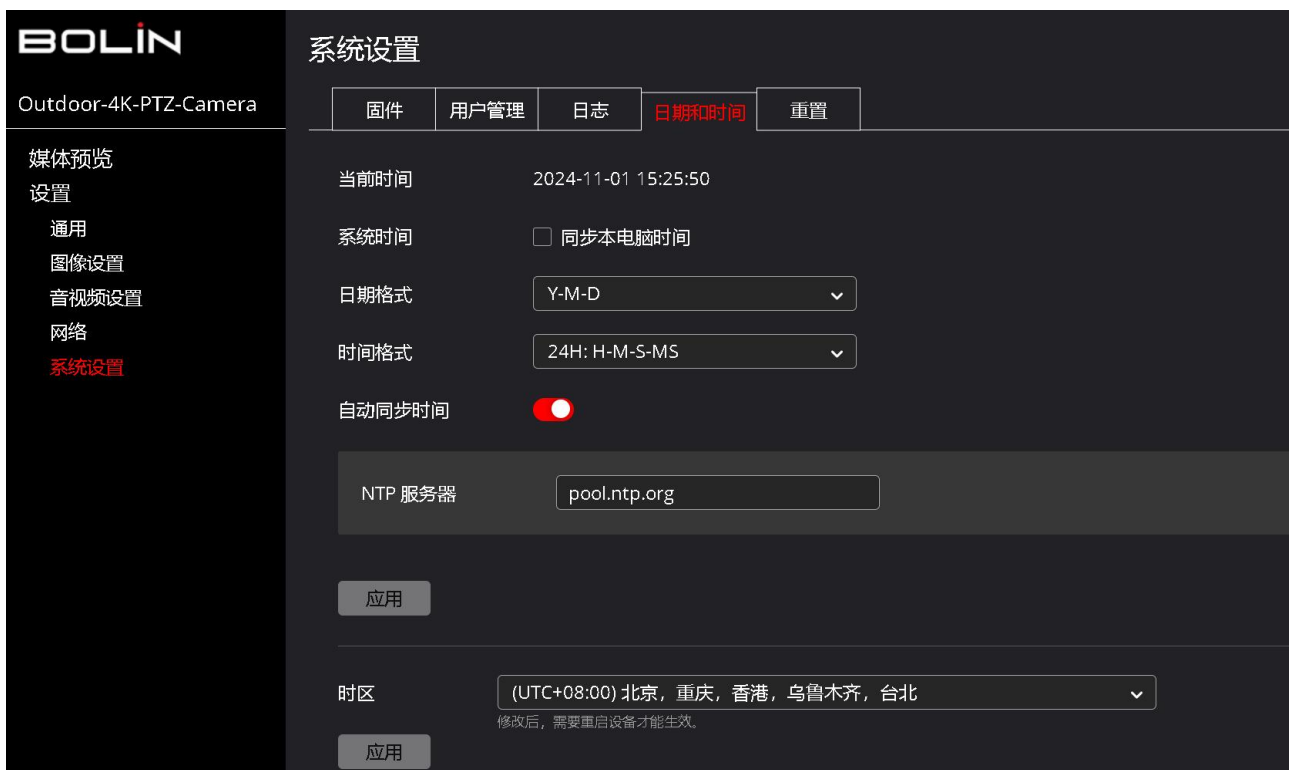 BOLIN
Outdoor-4K-PTZ-Camera
媒体预览
设置
通用
图像设置
音视频设置
网络
系统设置
系统设置
固件 用户管理 日志 日期和时间 重置
当前时间 2024-11-01 15:25:50
系统时间 同步本电脑时间
日期格式 Y-M-D
时间格式 24H: H-M-S-MS
自动同步时间
NTP 服务器 pool.ntp.org
应用
时区 (UTC+08:00) 北京，重庆，香港，乌鲁木齐，台北
修改后，需要重启设备才能生效。
应用